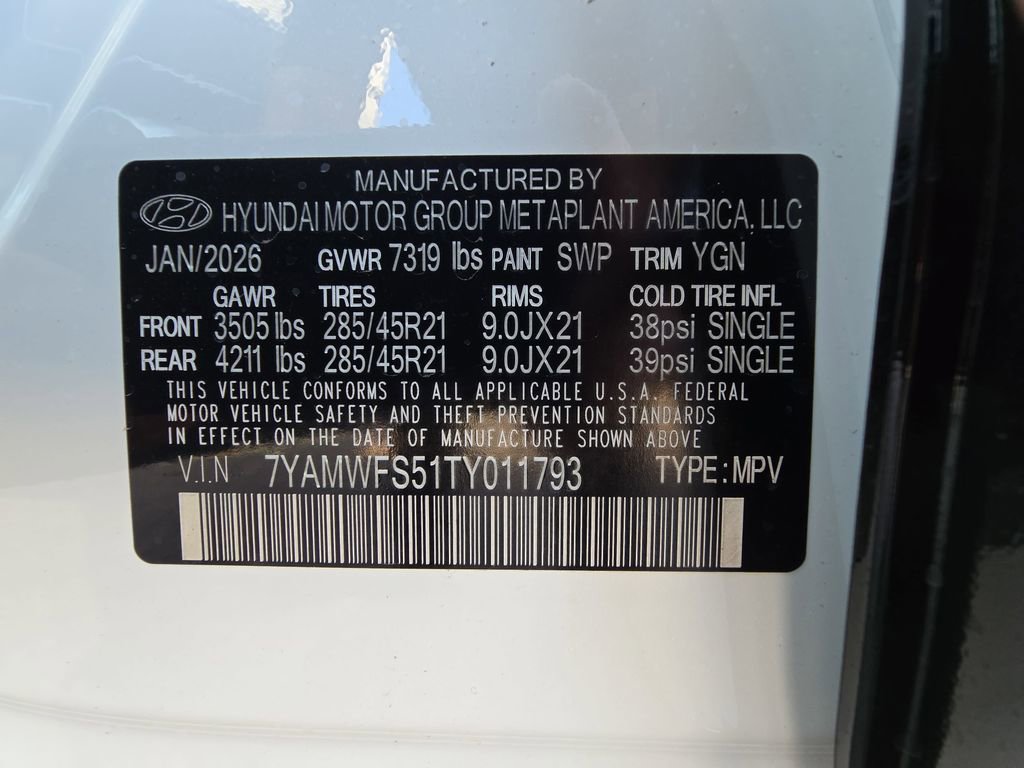 MANUFACTURED BY
HYUNDAI MOTOR GROUP METAPLANT AMERICA, LLC
JAN/2026 GVWR 7319 lbs PAINT SWP TRIM YGN
GAWR TIRES RIMS COLD TIRE INFL
FRONT 3505 lbs 285/45R21 9.0JX21 38psi SINGLE
REAR 4211 lbs 285/45R21 9.0JX21 39psi SINGLE
THIS VEHICLE CONFORMS TO ALL APPLICABLE U.S.A. FEDERAL
MOTOR VEHICLE SAFETY AND THEFT PREVENTION STANDARDS
IN EFFECT ON THE DATE OF MANUFACTURE SHOWN ABOVE
V.I.N 7YAMWFS51TY011793 TYPE:MPV